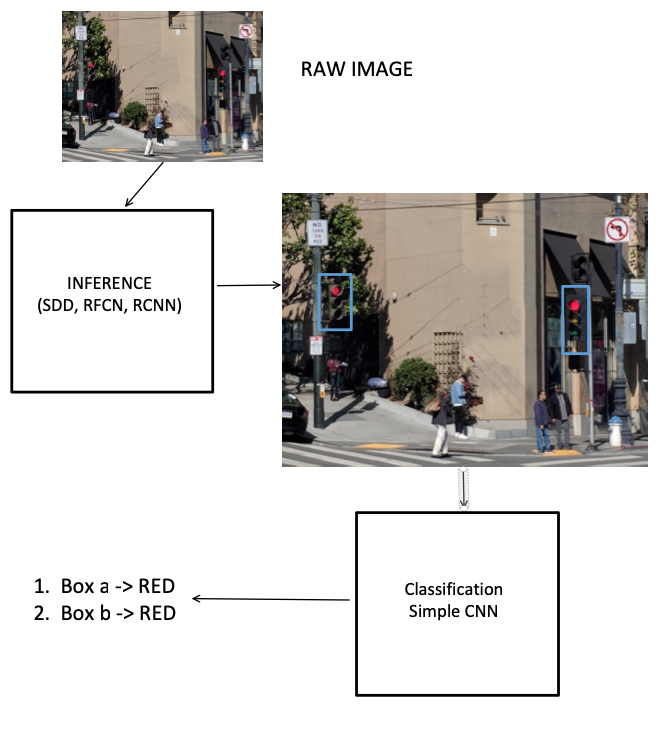 RAW IMAGE
INFERENCE
(SDD, RFCN, RCNN)
NO
TURN
ON
RED
Classification
Simple CNN
1. Box a -> RED
2. Box b -> RED